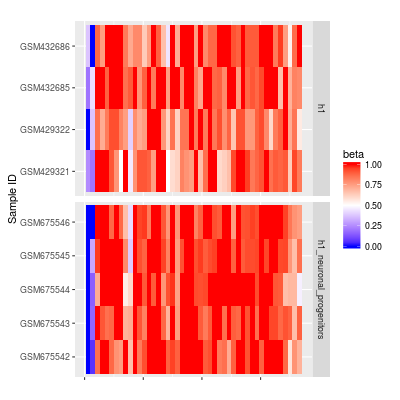 GSM432686
GSM432685
GSM429322
GSM429321
h1
GSM675546
GSM675545
GSM675544
GSM675543
GSM675542
h1_neuronal_progenitors
Sample ID
beta
1.00
0.75
0.50
0.25
0.00